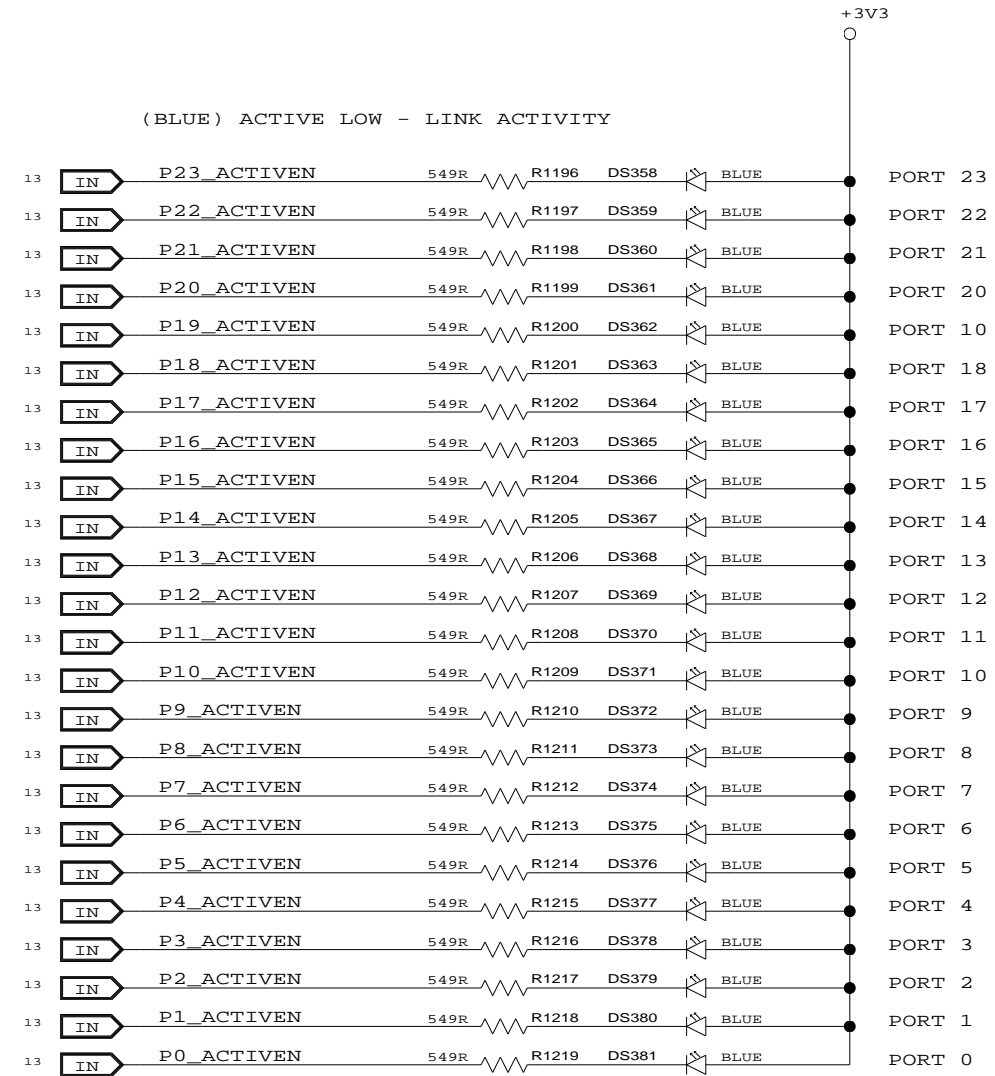 +3V3
(BLUE) ACTIVE LOW - LINK ACTIVITY
13 IN P23_ACTIVEN 549R R1196 DS358 BLUE PORT 23
13 IN P22_ACTIVEN 549R R1197 DS359 BLUE PORT 22
13 IN P21_ACTIVEN 549R R1198 DS360 BLUE PORT 21
13 IN P20_ACTIVEN 549R R1199 DS361 BLUE PORT 20
13 IN P19_ACTIVEN 549R R1200 DS362 BLUE PORT 10
13 IN P18_ACTIVEN 549R R1201 DS363 BLUE PORT 18
13 IN P17_ACTIVEN 549R R1202 DS364 BLUE PORT 17
13 IN P16_ACTIVEN 549R R1203 DS365 BLUE PORT 16
13 IN P15_ACTIVEN 549R R1204 DS366 BLUE PORT 15
13 IN P14_ACTIVEN 549R R1205 DS367 BLUE PORT 14
13 IN P13_ACTIVEN 549R R1206 DS368 BLUE PORT 13
13 IN P12_ACTIVEN 549R R1207 DS369 BLUE PORT 12
13 IN P11_ACTIVEN 549R R1208 DS370 BLUE PORT 11
13 IN P10_ACTIVEN 549R R1209 DS371 BLUE PORT 10
13 IN P9_ACTIVEN 549R R1210 DS372 BLUE PORT 9
13 IN P8_ACTIVEN 549R R1211 DS373 BLUE PORT 8
13 IN P7_ACTIVEN 549R R1212 DS374 BLUE PORT 7
13 IN P6_ACTIVEN 549R R1213 DS375 BLUE PORT 6
13 IN P5_ACTIVEN 549R R1214 DS376 BLUE PORT 5
13 IN P4_ACTIVEN 549R R1215 DS377 BLUE PORT 4
13 IN P3_ACTIVEN 549R R1216 DS378 BLUE PORT 3
13 IN P2_ACTIVEN 549R R1217 DS379 BLUE PORT 2
13 IN P1_ACTIVEN 549R R1218 DS380 BLUE PORT 1
13 IN P0_ACTIVEN 549R R1219 DS381 BLUE PORT 0